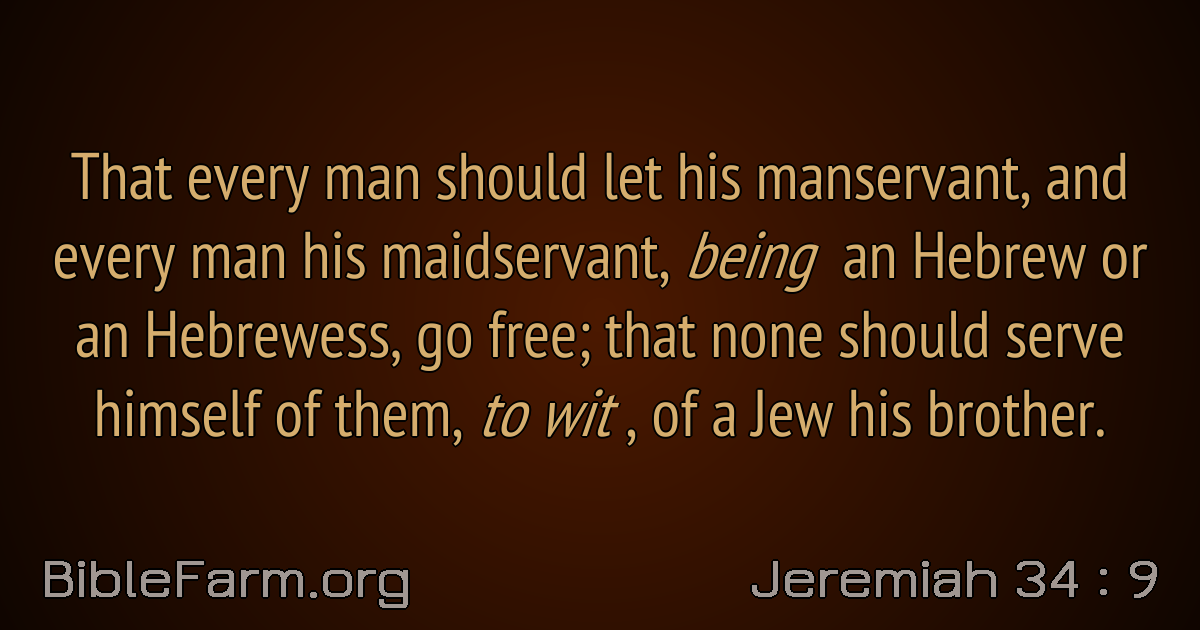 That every man should let his manservant, and
every man his maidservant, being an Hebrew or
an Hebrewess, go free; that none should serve
himself of them, to wit , of a Jew his brother.
BibleFarm.org
Jeremiah 34 : 9